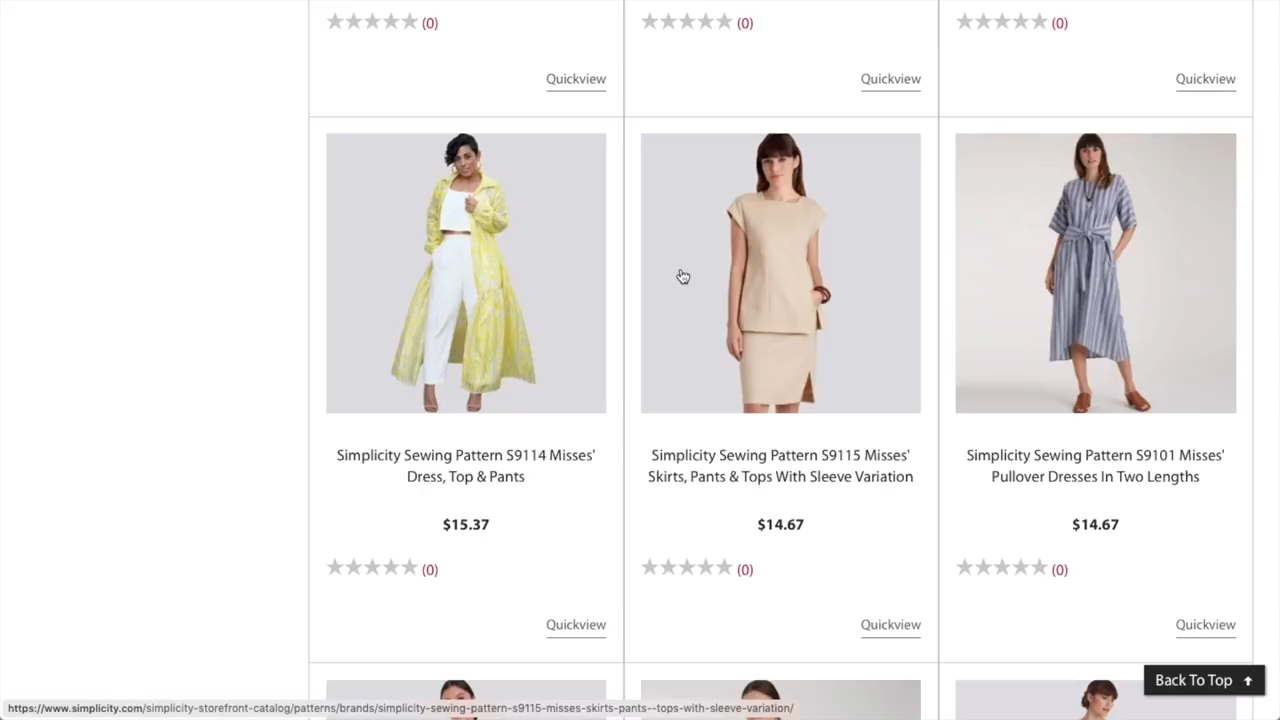 (0)
(0)
(0)
Quickview
Quickview
Quickview
Simplicity Sewing Pattern S9114 Misses'
Dress, Top & Pants
$15.37
(0)
Quickview
Simplicity Sewing Pattern S9115 Misses'
Skirts, Pants & Tops With Sleeve Variation
$14.67
(0)
Quickview
Simplicity Sewing Pattern S9101 Misses'
Pullover Dresses In Two Lengths
$14.67
(0)
Quickview
Back To Top
https://www.simplicity.com/simplicity-storefront-catalog/patterns/brands/simplicity-sewing-pattern-s9115-misses-skirts-pants--tops-with-sleeve-variation/